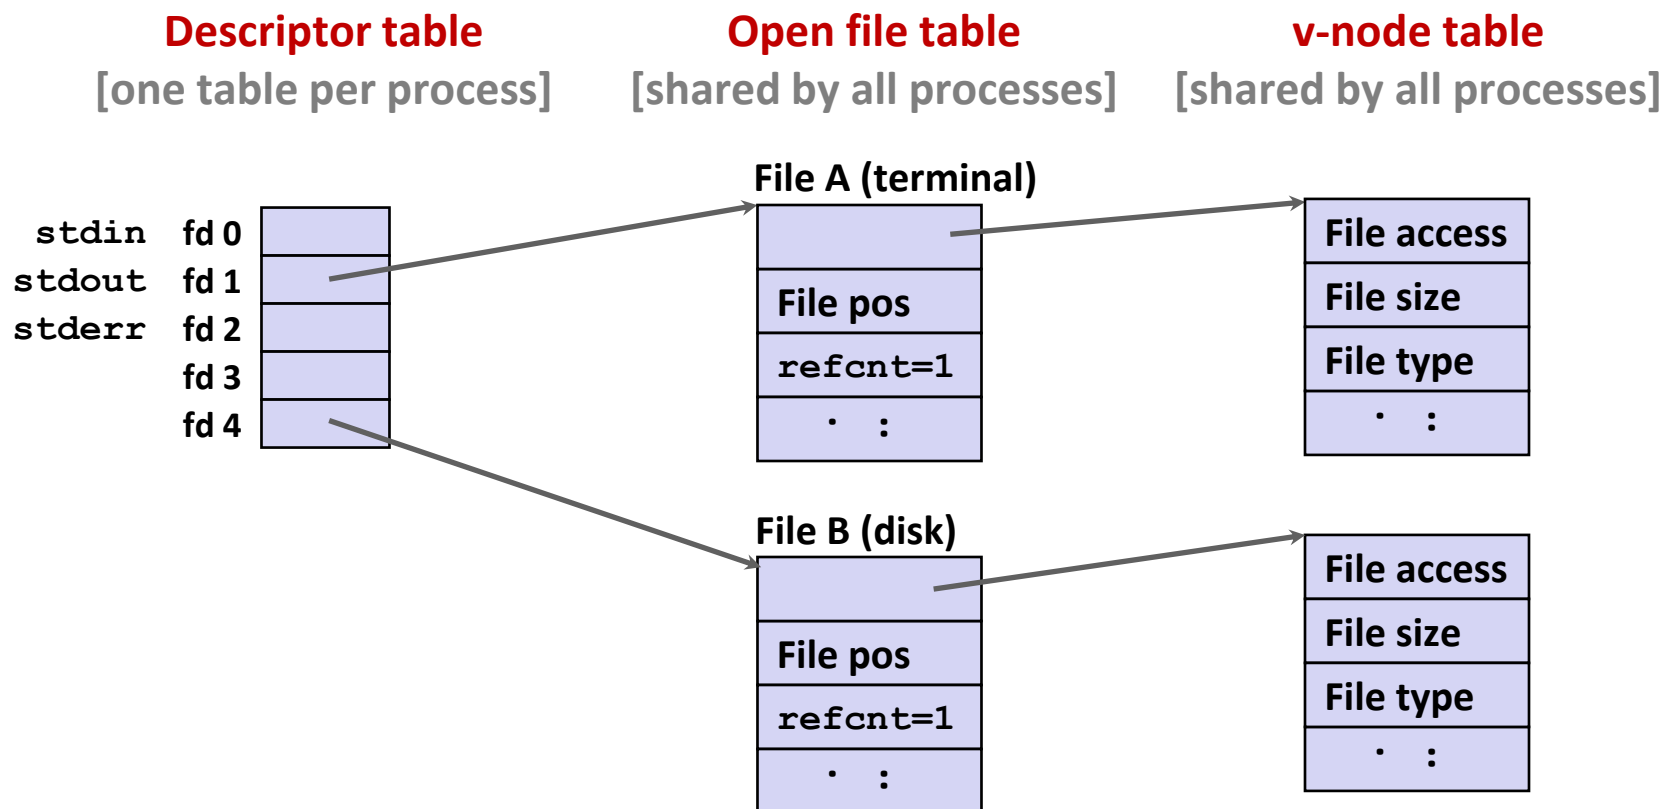 Descriptor table
[one table per process]
Open file table
[shared by all processes]
v-node table
[shared by all processes]
stdin fd 0
stdout fd 1
stderr fd 2
fd 3
fd 4
File A (terminal)
File pos
refcnt=1
. :
File access
File size
File type
. :
File B (disk)
File pos
refcnt=1
. :
File access
File size
File type
. :